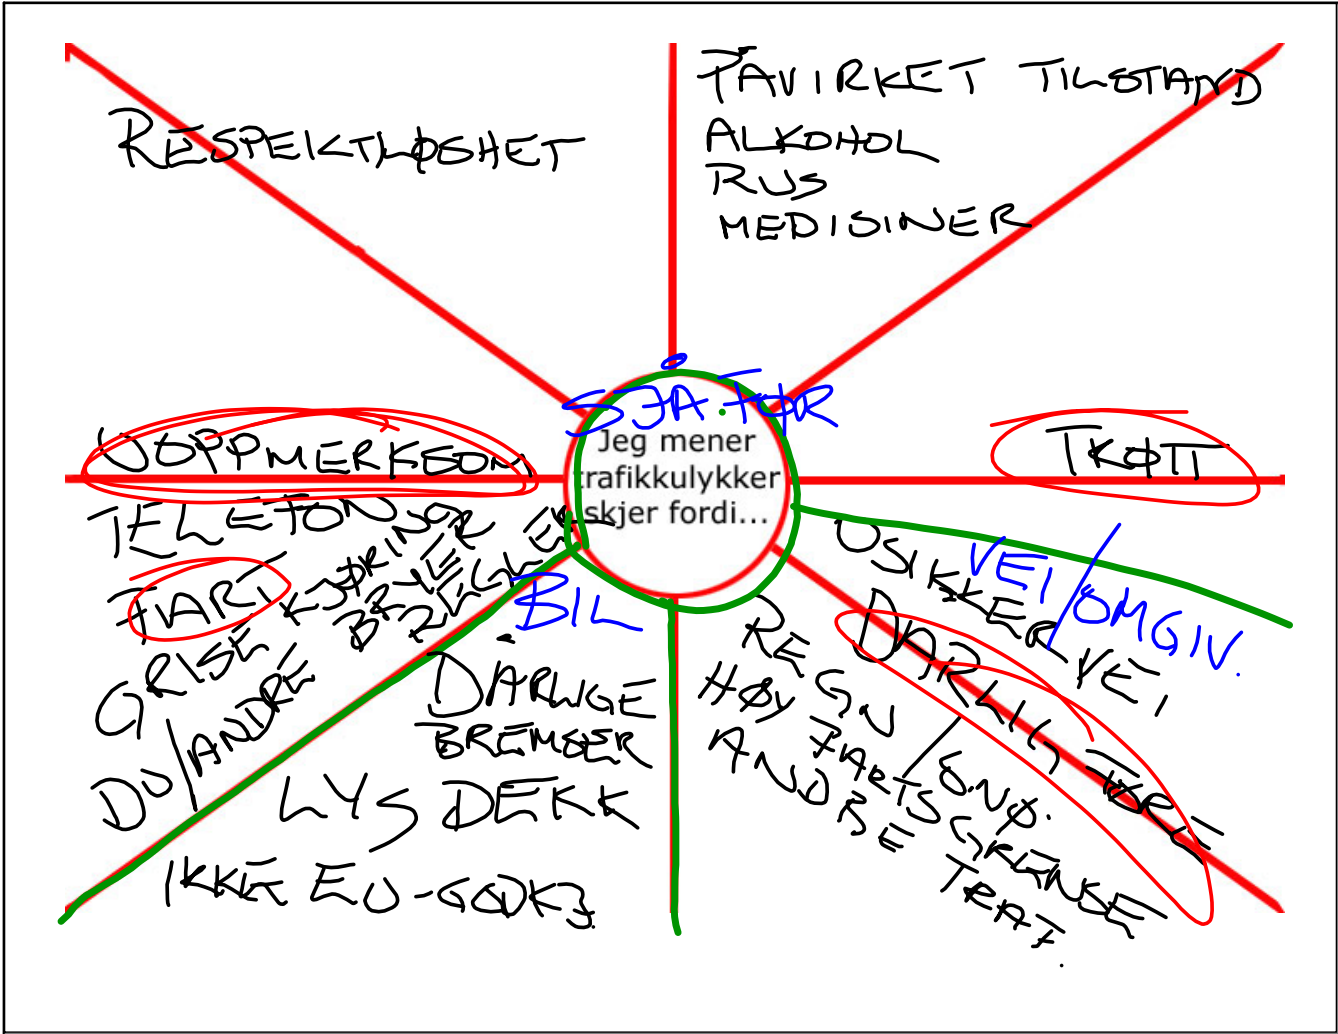 RESPEKTLØSHET
PÅVIRKET TILSTAND
ALKOHOL
RUS
MEDISINER
SJÅFØR
Jeg mener
trafikkulykker
skjer fordi...
UOPPMERKSOM
TELEFON
FART
GRISEKJØRING
DU/ANDRE
TRØTT
VEI/OMGIV.
USIKKER VEI
DÅRLIG FØRE
REGN/SNØ.
HØY FARTSGRENSE
ANDRE TRAF.
BIL
DÅRLIGE
BREMSER
LYS DEKK
IKKE EU-GODKJ.